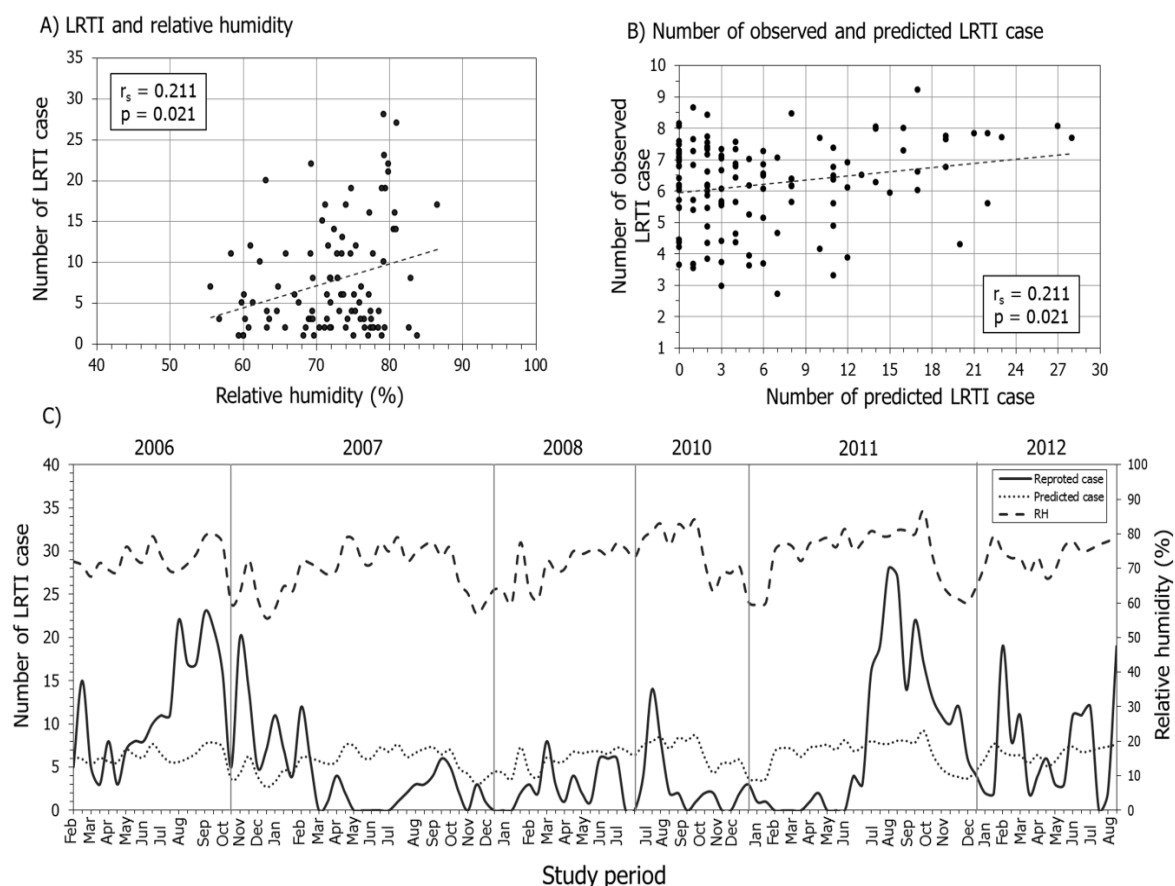 A) LRTI and relative humidity
Number of LRTI case
35
30
25
20
15
10
5
0
rs = 0.211
p = 0.021
40 50 60 70 80 90 100
Relative humidity (%)
B) Number of observed and predicted LRTI case
Number of observed
LRTI case
10
9
8
7
6
5
4
3
2
1
rs = 0.211
p = 0.021
0 3 6 9 12 15 18 21 24 27 30
Number of predicted LRTI case
C)
2006 2007 2008 2010 2011 2012
Number of LRTI case
40
35
30
25
20
15
10
5
0
Reproted case
Predicted case
RH
100
90
80
70
60
50
40
30
20
10
0
Relative humidity (%)
Feb Mar Apr May Jun Jul Aug Sep Oct Nov Dec Jan Feb Mar Apr May Jun Jul Aug Sep Oct Nov Dec Jan Feb Mar Apr May Jun Jul Jul Aug Sep Oct Nov Dec Jan Feb Mar Apr May Jun Jul Aug Sep Oct Nov Dec Jan Feb Mar Apr May Jun Jul Aug
Study period